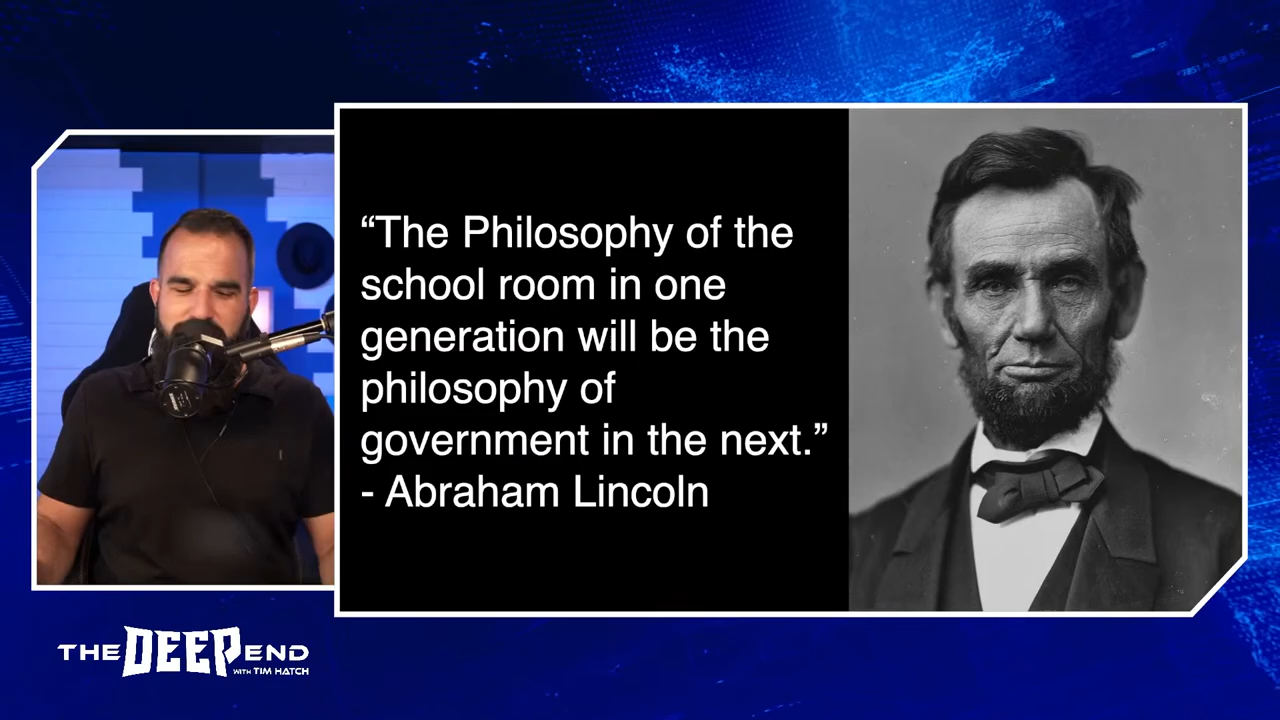 “The Philosophy of the
school room in one
generation will be the
philosophy of
government in the next.”
- Abraham Lincoln
THE DEEP END
WITH TIM HATCH